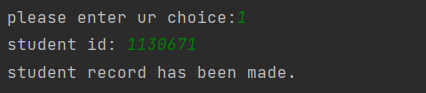 please enter ur choice:1
student id: 1130671
student record has been made.